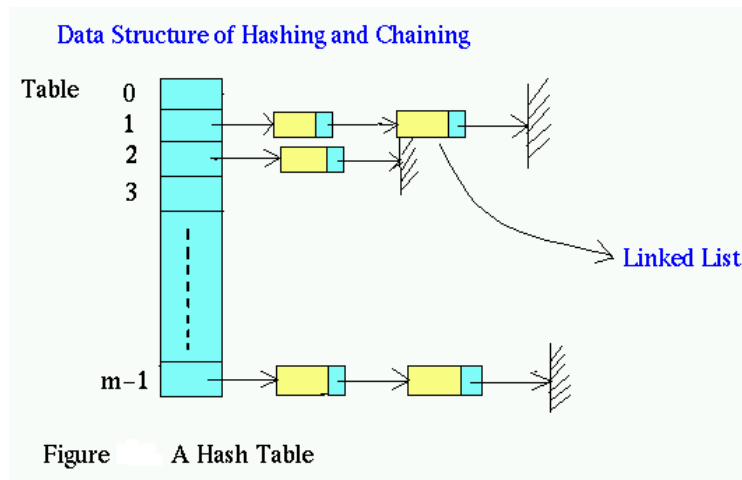 Data Structure of Hashing and Chaining
Table
0
1
2
3
Linked List
m-1
Figure A Hash Table